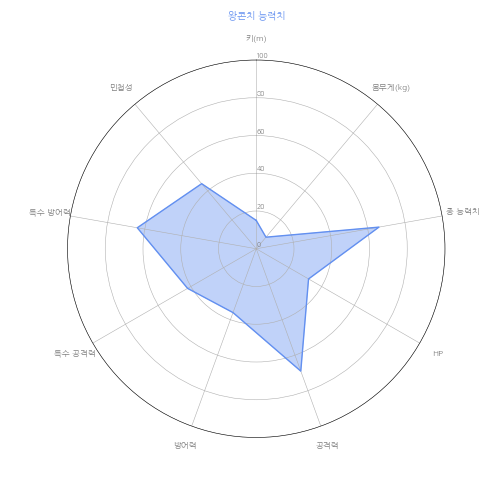 왕콘치 능력치
키(m)
100
민첩성
몸무게(kg)
80
60
40
특수 방어력
총 능력치
20
0
특수 공격력
HP
방어력
공격력